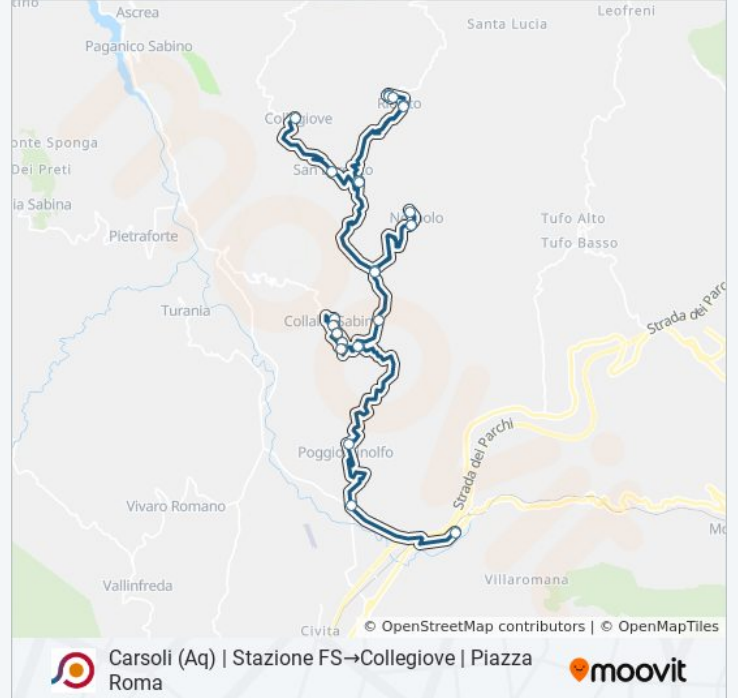 Ascrea
Leofreni
Santa Lucia
Paganico Sabino
onte Sponga
Dei Preti
ia Sabina
Pietraforte
Tufo Alto
Tufo Basso
Turania
Strada dei Parc
Strada dei Parchi
Vivaro Romano
Vallinfreda
Villaromana
Civita
© OpenStreetMap contributors | © OpenMapTiles
Carsoli (Aq) | Stazione FS→Collegiove | Piazza
Roma
moovit